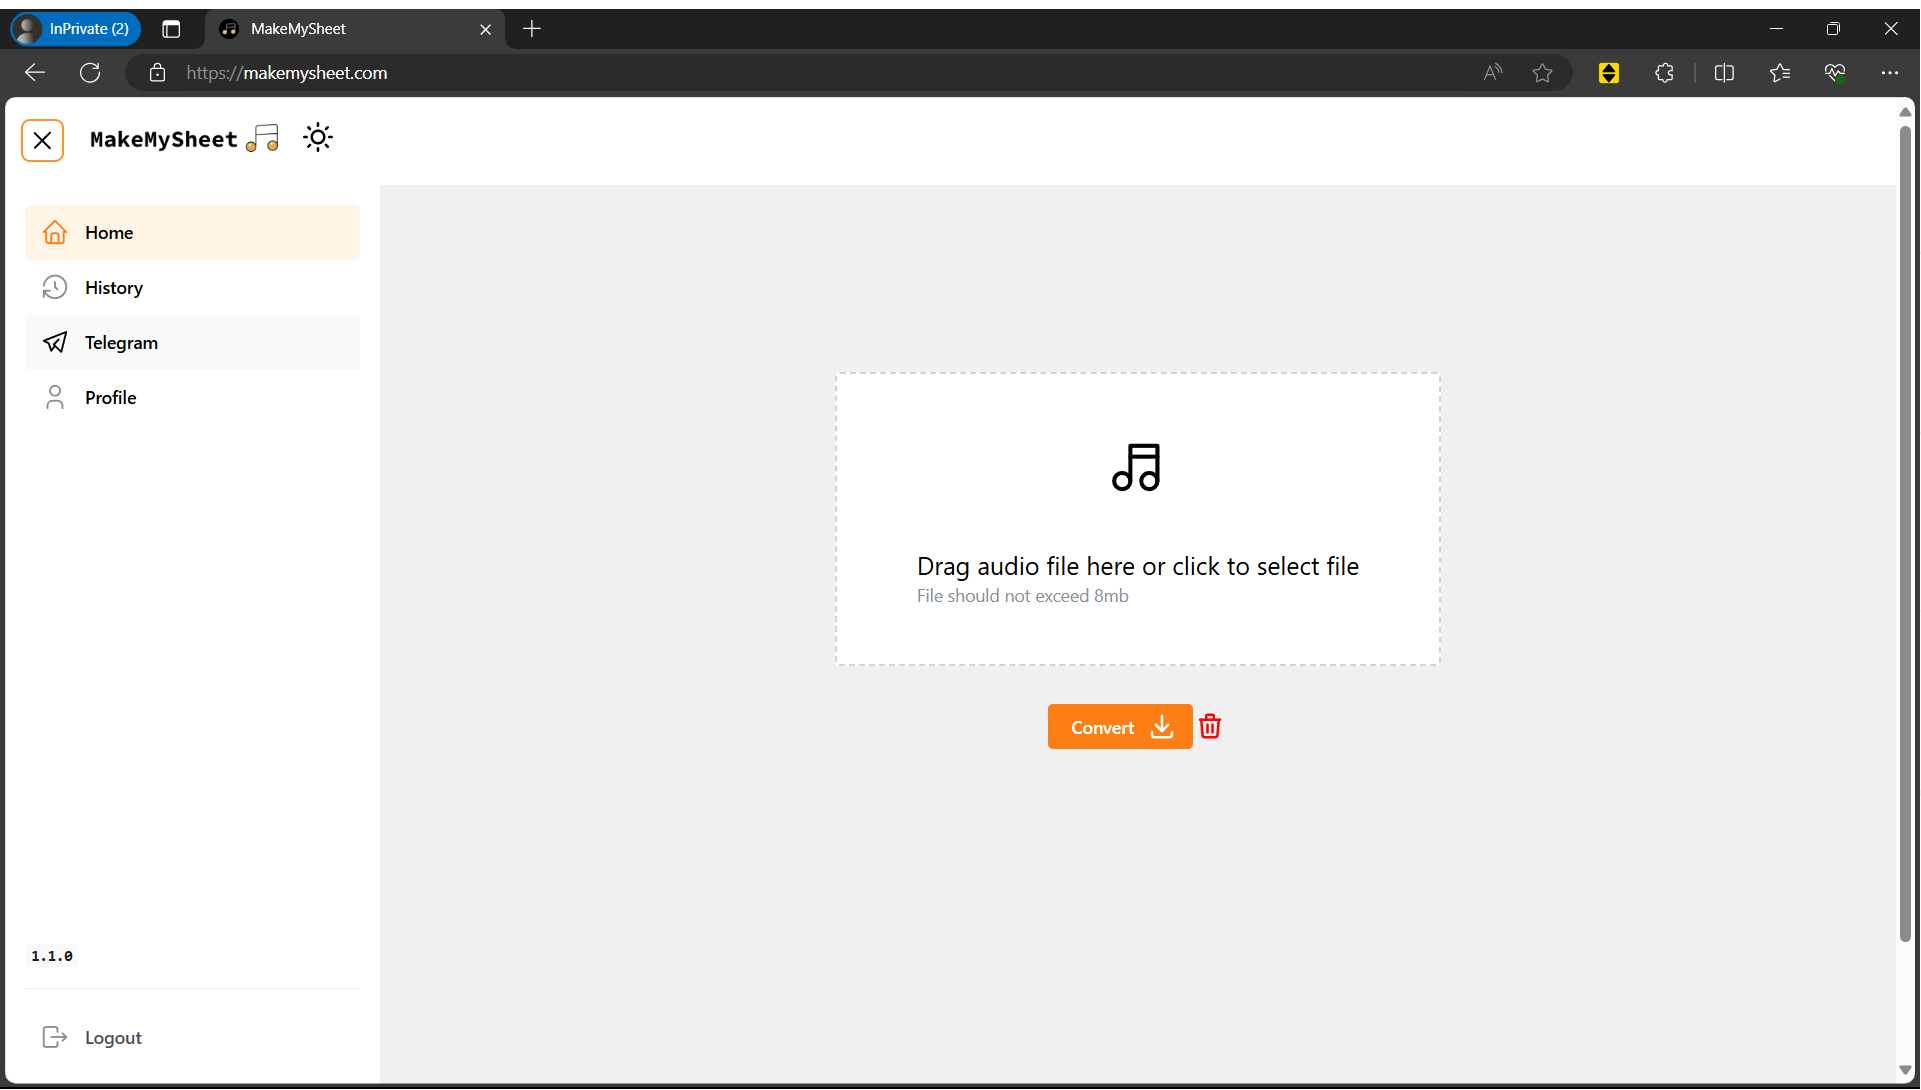 InPrivate (2)
MakeMySheet
https://makemysheet.com
MakeMySheet
Home
History
Telegram
Profile
Drag audio file here or click to select file
File should not exceed 8mb
Convert
1.1.0
Logout